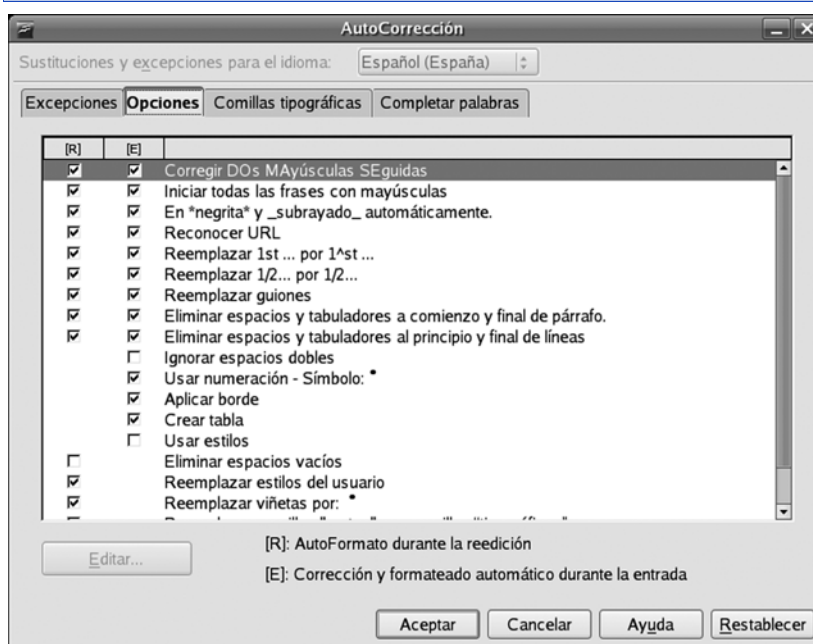 AutoCorrección
Sustituciones y excepciones para el idioma: Español (España)
Excepciones Opciones Comillas tipográficas Completar palabras
[R] [E]
Corregir DOs MAyúsculas SEguidas
Iniciar todas las frases con mayúsculas
En *negrita* y _subrayado_ automáticamente.
Reconocer URL
Reemplazar 1st ... por 1^st ...
Reemplazar 1/2... por 1/2...
Reemplazar guiones
Eliminar espacios y tabuladores a comienzo y final de párrafo.
Eliminar espacios y tabuladores al principio y final de líneas
Ignorar espacios dobles
Usar numeración - Símbolo: •
Aplicar borde
Crear tabla
Usar estilos
Eliminar espacios vacíos
Reemplazar estilos del usuario
Reemplazar viñetas por: •
Editar... [R]: AutoFormato durante la reedición
[E]: Corrección y formateado automático durante la entrada
Aceptar Cancelar Ayuda Restablecer